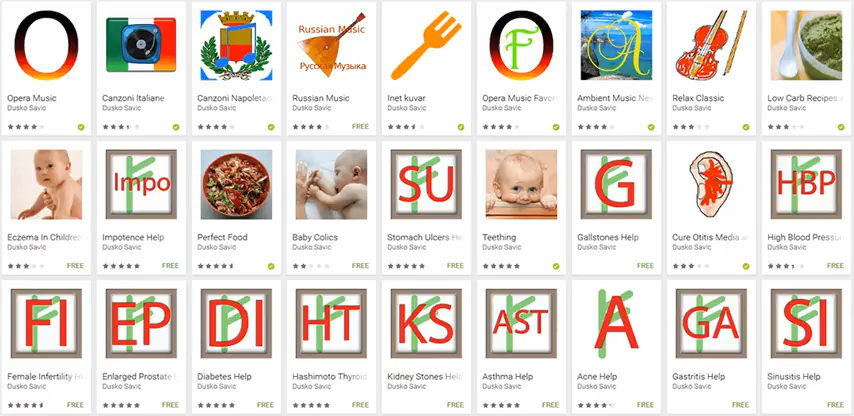 O
Opera Music
Dusko Savic
Canzoni Italiane
Dusko Savic
Canzoni Napoletan
Dusko Savic
Russian Music
Русская Музыка
Russian Music
Dusko Savic
FREE
Inet kuvar
Dusko Savic
O
F
Opera Music Favor
Dusko Savic
A
Ambient Music Ne
Dusko Savic
Relax Classic
Dusko Savic
Low Carb Recipes
Dusko Savic
Eczema In Children
Dusko Savic
FREE
Impo
Impotence Help
Dusko Savic
FREE
Perfect Food
Dusko Savic
Baby Colics
Dusko Savic
FREE
SU
Stomach Ulcers He
Dusko Savic
FREE
Teething
Dusko Savic
G
Gallstones Help
Dusko Savic
FREE
Cure Otitis Media
Dusko Savic
HBP
High Blood Pressu
Dusko Savic
FREE
FI
Female Infertility H
Dusko Savic
FREE
EP
Enlarged Prostate
Dusko Savic
FREE
DI
Diabetes Help
Dusko Savic
FREE
HT
Hashimoto Thyroid
Dusko Savic
FREE
KS
Kidney Stones Help
Dusko Savic
FREE
AST
Asthma Help
Dusko Savic
FREE
A
Acne Help
Dusko Savic
FREE
GA
Gastritis Help
Dusko Savic
FREE
SI
Sinusitis Help
Dusko Savic
FREE